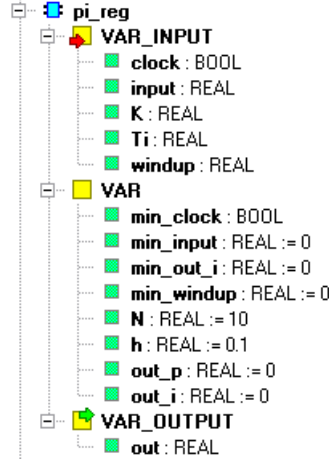 pi_reg
VAR_INPUT
clock : BOOL
input : REAL
K : REAL
Ti : REAL
windup : REAL
VAR
min_clock : BOOL
min_input : REAL := 0
min_out_i : REAL := 0
min_windup : REAL := 0
N : REAL := 10
h : REAL := 0.1
out_p : REAL := 0
out_i : REAL := 0
VAR_OUTPUT
out : REAL